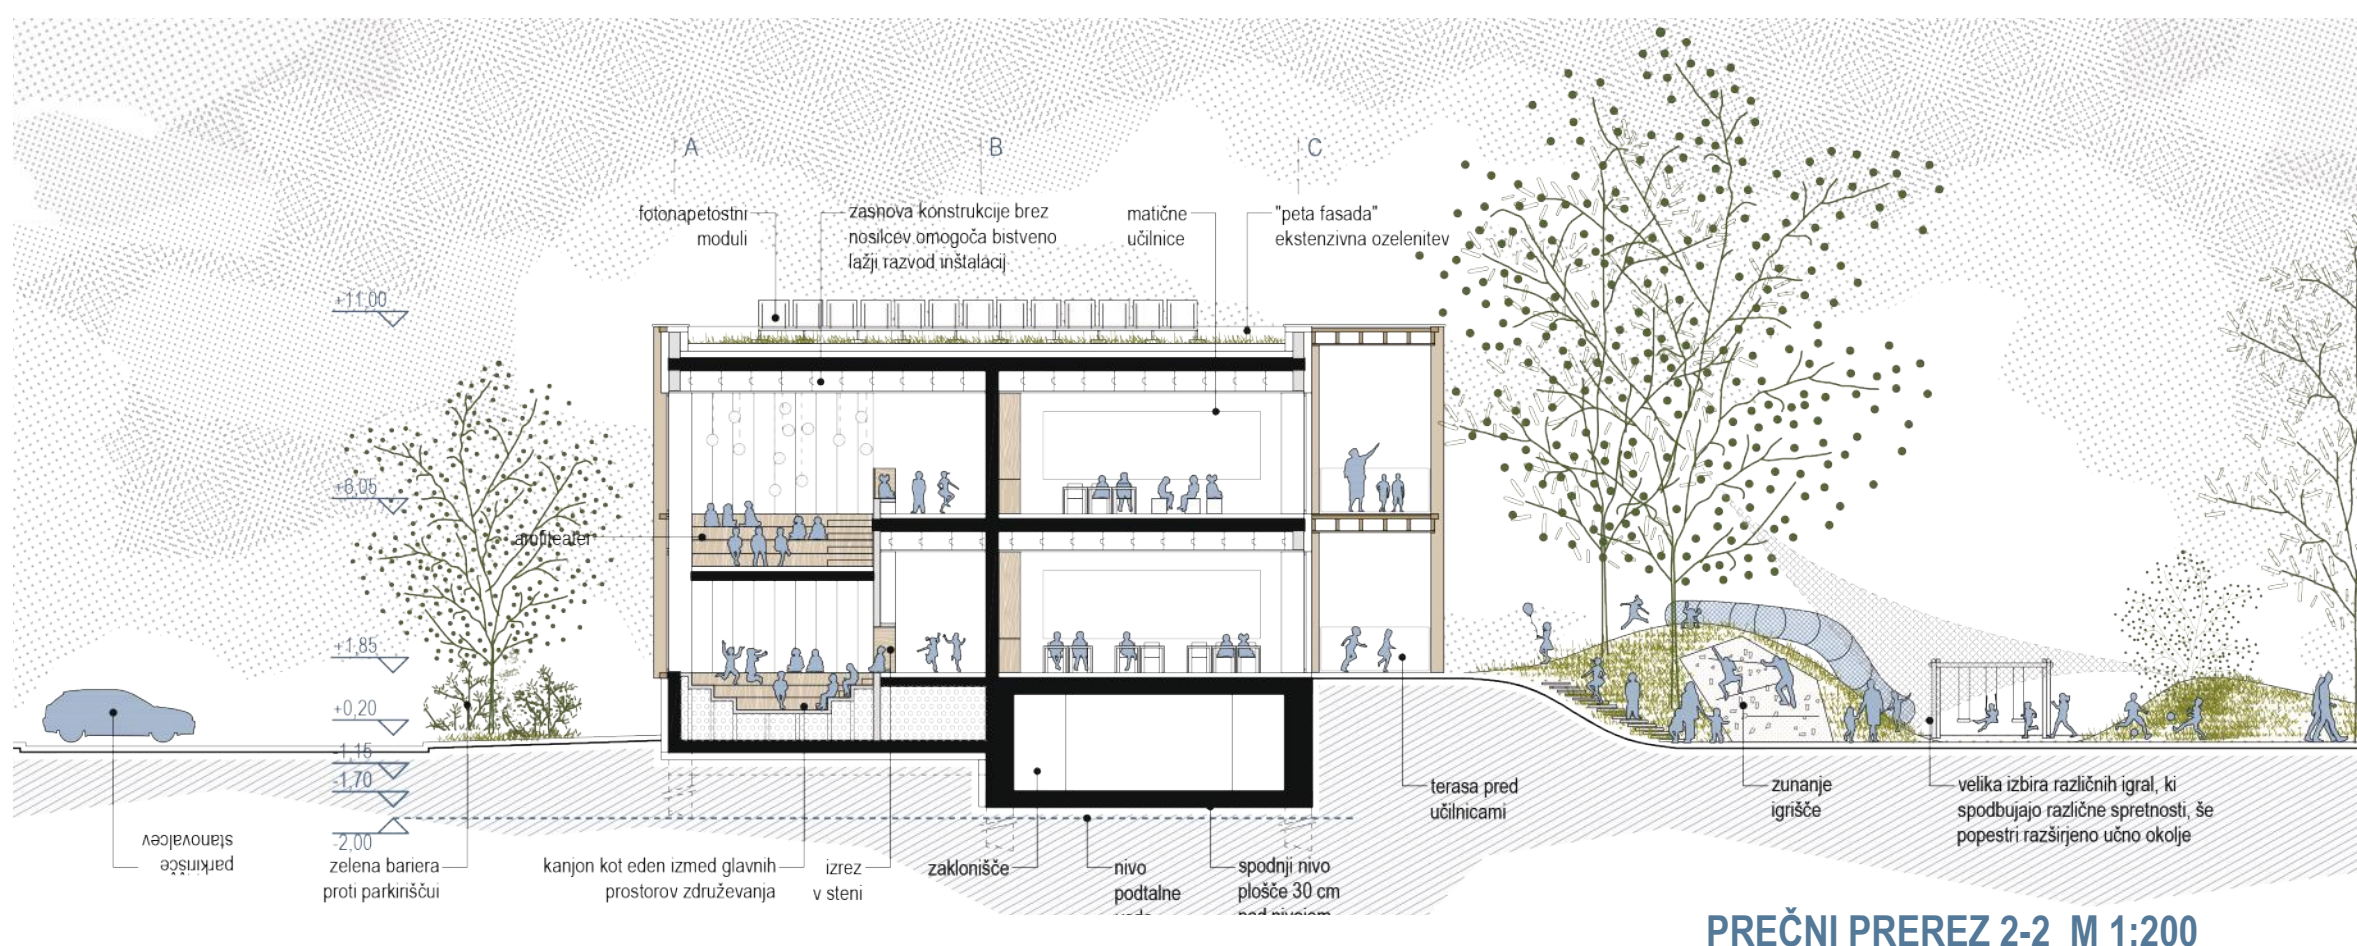 A
B
C
fotonapetostni
moduli
zasnova konstrukcije brez
nosilcev omogoča bistveno
lažji razvod inštalacij
matične
učilnice
"peta fasada"
ekstenzivna ozelenitev
+11,00
+6,05
amfiteater
+1,85
+0,20
-1,15
-1,70
-2,00
parkirišče
stanovalcev
zelena bariera
proti parkiriščui
kanjon kot eden izmed glavnih
prostorov združevanja
izrez
v steni
zaklonišče
nivo
podtalne
spodnji nivo
plošče 30 cm
terasa pred
učilnicami
zunanje
igrišče
velika izbira različnih igral, ki
spodbujajo različne spretnosti, še
popestri razširjeno učno okolje
PREČNI PREREZ 2-2 M 1:200